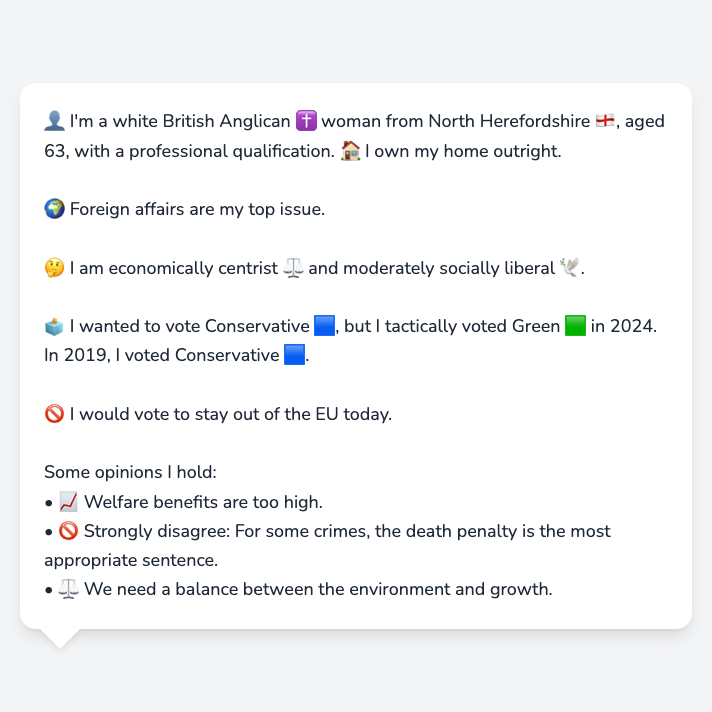 👤 I'm a white British Anglican ✝️ woman from North Herefordshire 🏴󠁧󠁢󠁥󠁮󠁧󠁿, aged
63, with a professional qualification. 🏠 I own my home outright.
🌍 Foreign affairs are my top issue.
🤔 I am economically centrist ⚖️ and moderately socially liberal 🕊️.
🗳️ I wanted to vote Conservative 🟦, but I tactically voted Green 🟩 in 2024.
In 2019, I voted Conservative 🟦.
🚫 I would vote to stay out of the EU today.
Some opinions I hold:
• 📈 Welfare benefits are too high.
• 🚫 Strongly disagree: For some crimes, the death penalty is the most
appropriate sentence.
• ⚖️ We need a balance between the environment and growth.